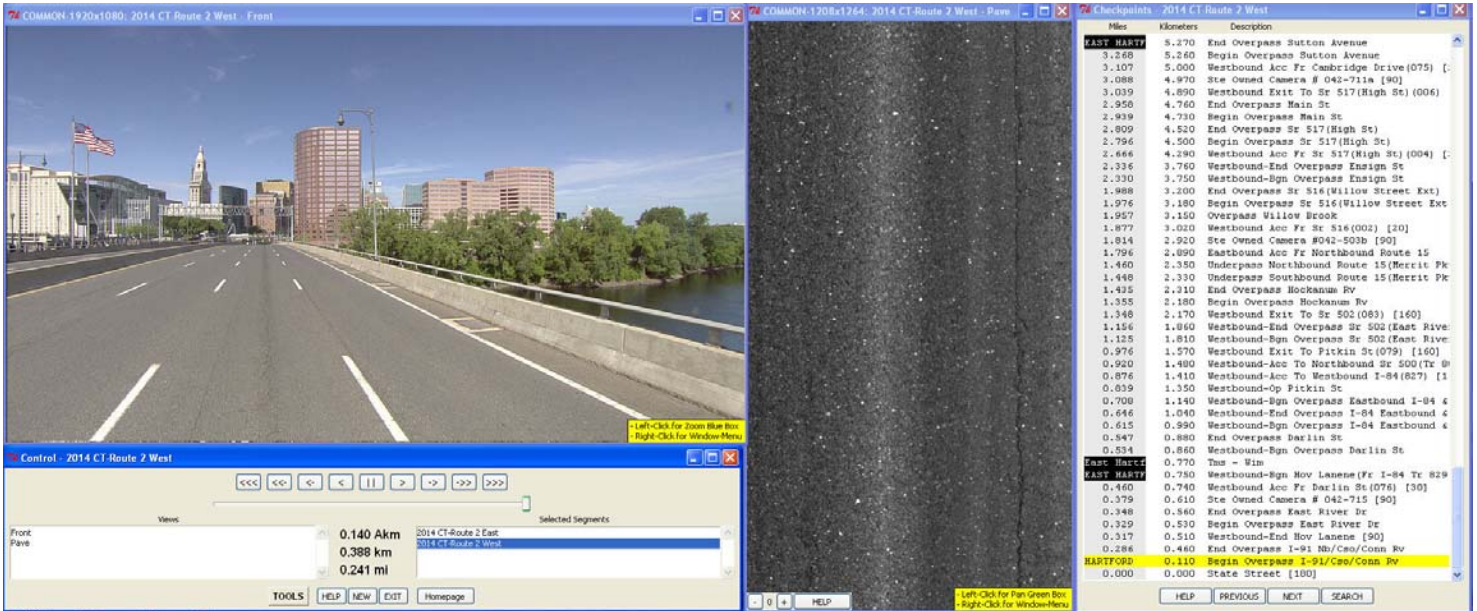 COMMON-1920x1080: 2014 CT Route 2 West - Front
- Left-Click for Zoom Blue Box
- Right-Click for Window-Menu
Control - 2014 CT-Route 2 West
<<< <<- <- < || > -> ->> >>>
Views
Front
Pave
0.140 Akm
0.388 km
0.241 mi
Selected Segments
2014 CT-Route 2 East
2014 CT-Route 2 West
TOOLS HELP NEW EXIT Homepage
COMMON-1208x1264: 2014 CT-Route 2 West - Pave
- 0 + HELP
- Left-Click for Pan Green Box
- Right-Click for Window-Menu
Checkpoints - 2014 CT-Route 2 West
Miles Kilometers Description
EAST HARTF 5.270 End Overpass Sutton Avenue
3.268 5.260 Begin Overpass Sutton Avenue
3.107 5.000 Westbound Acc Fr Cambridge Drive(075)
3.088 4.970 Ste Owned Camera # 042-711a [90]
3.039 4.890 Westbound Exit To Sr 517(High St)(006)
2.958 4.760 End Overpass Main St
2.939 4.730 Begin Overpass Main St
2.809 4.520 End Overpass Sr 517(High St)
2.796 4.500 Begin Overpass Sr 517(High St)
2.666 4.290 Westbound Acc Fr Sr 517(High St)(004)
2.336 3.760 Westbound-End Overpass Ensign St
2.330 3.750 Westbound-Bgn Overpass Ensign St
1.988 3.200 End Overpass Sr 516(Willow Street Ext)
1.976 3.180 Begin Overpass Sr 516(Willow Street Ext
1.957 3.150 Overpass Willow Brook
1.877 3.020 Westbound Acc Fr Sr 516(002) [20]
1.814 2.920 Ste Owned Camera #042-503b [90]
1.796 2.890 Eastbound Acc Fr Northbound Route 15
1.460 2.350 Underpass Northbound Route 15(Merrit Pk
1.448 2.330 Underpass Southbound Route 15(Merrit Pk
1.435 2.310 End Overpass Hockanum Rv
1.355 2.180 Begin Overpass Hockanum Rv
1.348 2.170 Westbound Exit To Sr 502(083) [160]
1.156 1.860 Westbound-End Overpass Sr 502(East Rive
1.125 1.810 Westbound-Bgn Overpass Sr 502(East Rive
0.976 1.570 Westbound Exit To Pitkin St(079) [160]
0.920 1.480 Westbound-Acc To Northbound Sr 500(Tr
0.876 1.410 Westbound-Acc To Westbound I-84(827)
0.839 1.350 Westbound-Op Pitkin St
0.708 1.140 Westbound-Bgn Overpass Eastbound I-84 &
0.646 1.040 Westbound-End Overpass I-84 Eastbound &
0.615 0.990 Westbound-Bgn Overpass I-84 Eastbound &
0.547 0.880 End Overpass Darlin St
0.534 0.860 Westbound-Bgn Overpass Darlin St
East Hartf 0.770 Tms - Wim
EAST HARTF 0.750 Westbound-Bgn Hov Lanene(Fr I-84 Tr 829
0.460 0.740 Westbound Acc Fr Darlin St(076) [30]
0.379 0.610 Ste Owned Camera # 042-715 [90]
0.348 0.560 End Overpass East River Dr
0.329 0.530 Begin Overpass East River Dr
0.317 0.510 Westbound-End Hov Lanene [90]
0.286 0.460 End Overpass I-91 Nb/Cso/Conn Rv
HARTFORD 0.110 Begin Overpass I-91/Cso/Conn Rv
0.000 0.000 State Street [180]
HELP PREVIOUS NEXT SEARCH